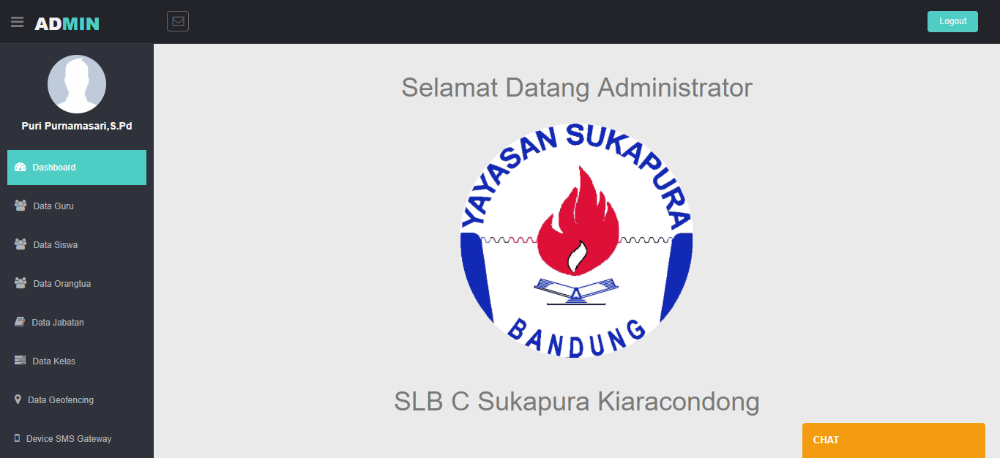 ADMIN
Logout
Puri Purnamasari,S.Pd
Dashboard
Data Guru
Data Siswa
Data Orangtua
Data Jabatan
Data Kelas
Data Geofencing
Device SMS Gateway
Selamat Datang Administrator
YAYASAN SUKAPURA
BANDUNG
SLB C Sukapura Kiaracondong
CHAT